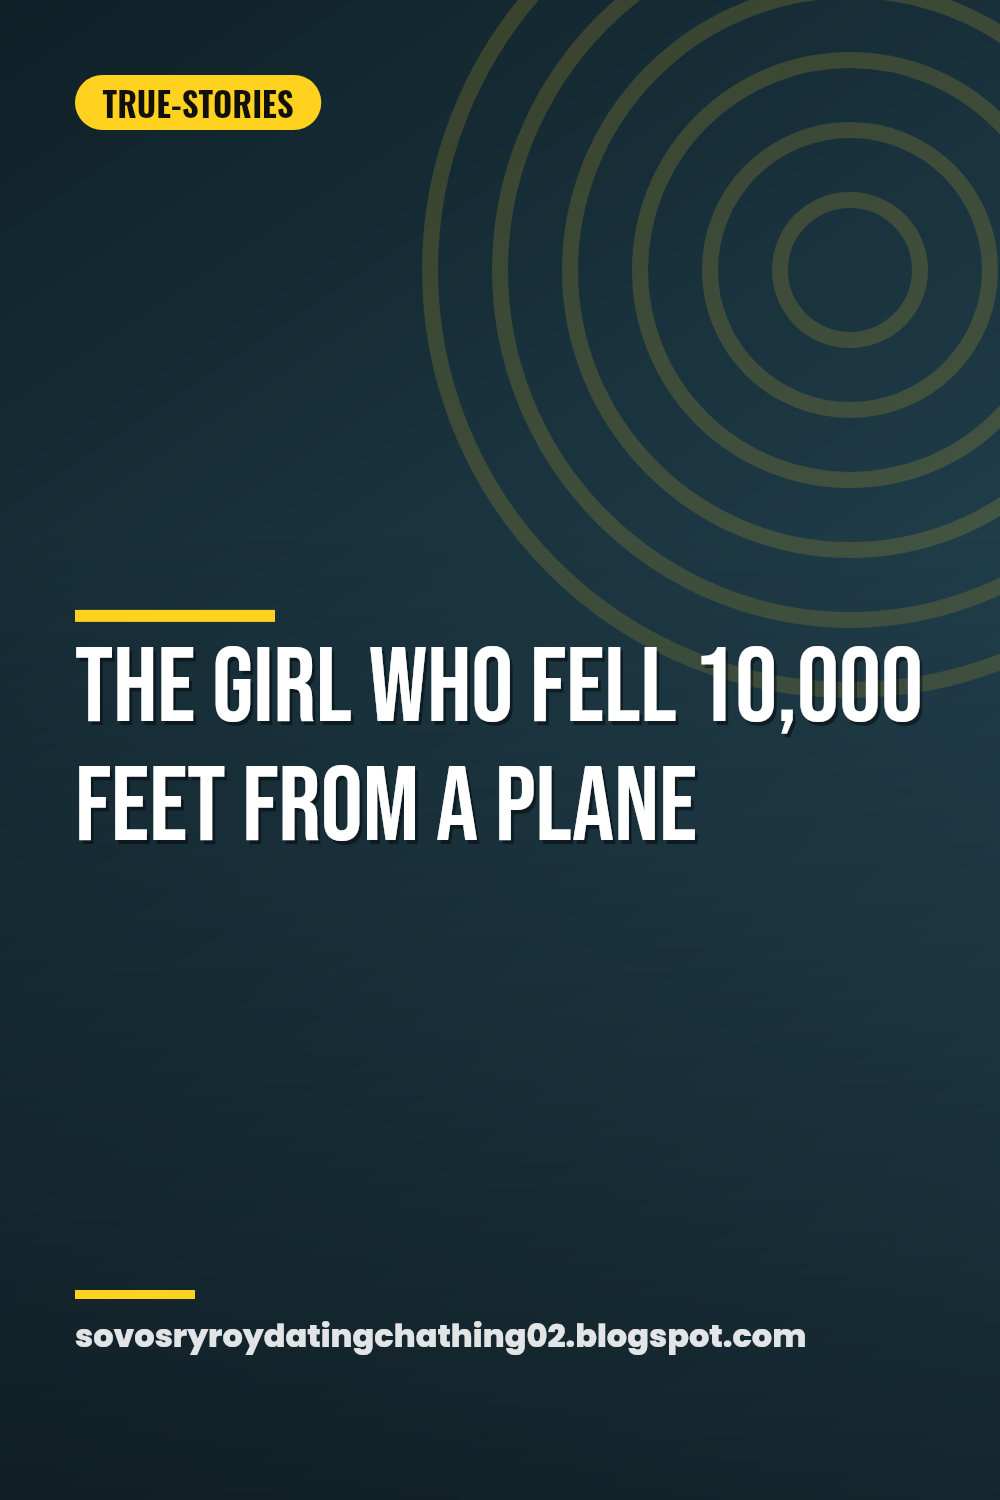 TRUE-STORIES
THE GIRL WHO FELL 10,000
FEET FROM A PLANE
sovosryroydatingchathing02.blogspot.com